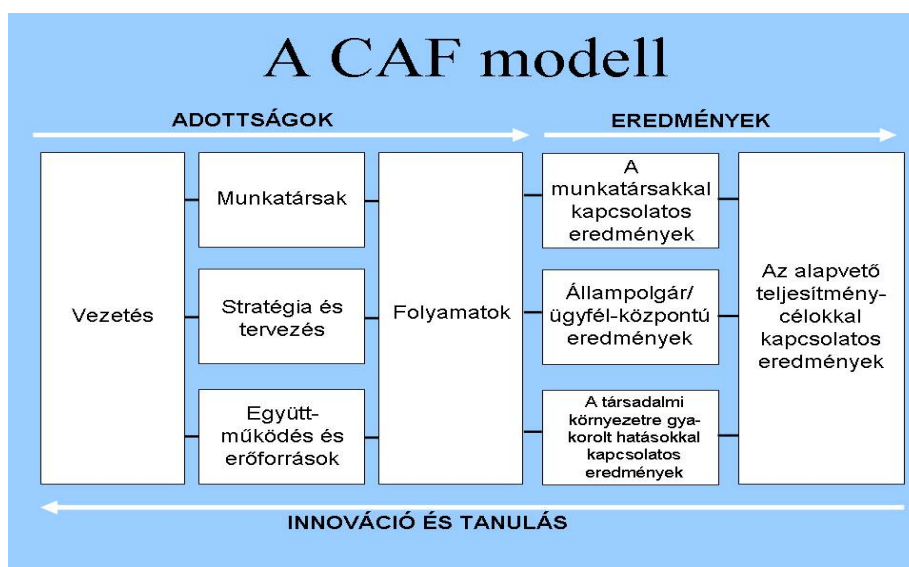 A CAF modell
ADOTTSÁGOK
EREDMÉNYEK
Vezetés
Munkatársak
Stratégia és
tervezés
Együtt-
működés és
erőforrások
Folyamatok
A
munkatársakkal
kapcsolatos
eredmények
Állampolgár/
ügyfél-központú
eredmények
A társadalmi
környezetre gya-
korolt hatásokkal
kapcsolatos
eredmények
Az alapvető
teljesítmény-
célokkal
kapcsolatos
eredmények
INNOVÁCIÓ ÉS TANULÁS